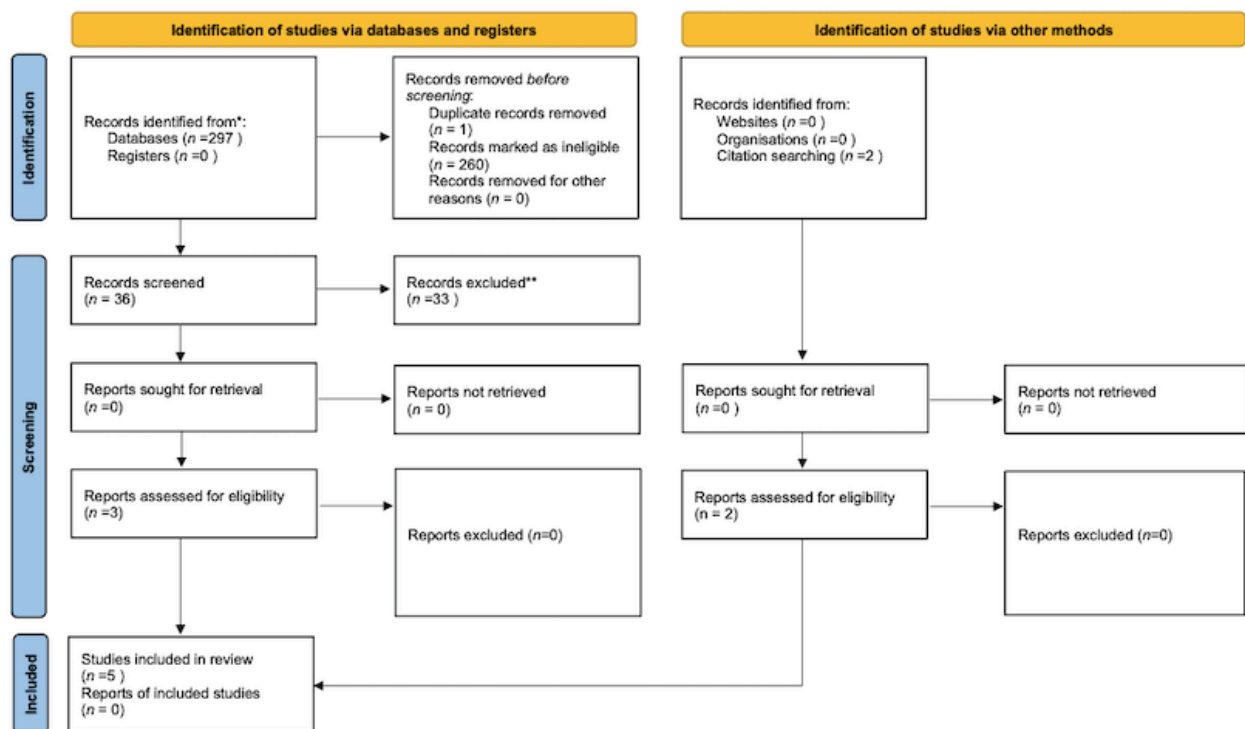 Identification of studies via databases and registers
Identification of studies via other methods
Identification
Records identified from*:
Databases (n =297 )
Registers (n =0 )
Records removed before
screening:
Duplicate records removed
(n = 1)
Records marked as ineligible
(n = 260)
Records removed for other
reasons (n = 0)
Records identified from:
Websites (n =0 )
Organisations (n =0 )
Citation searching (n =2 )
Screening
Records screened
(n = 36)
Records excluded**
(n =33 )
Reports sought for retrieval
(n =0)
Reports not retrieved
(n = 0)
Reports sought for retrieval
(n =0 )
Reports not retrieved
(n = 0)
Reports assessed for eligibility
(n =3)
Reports excluded (n=0)
Reports assessed for eligibility
(n = 2)
Reports excluded (n=0)
Included
Studies included in review
(n =5 )
Reports of included studies
(n = 0)